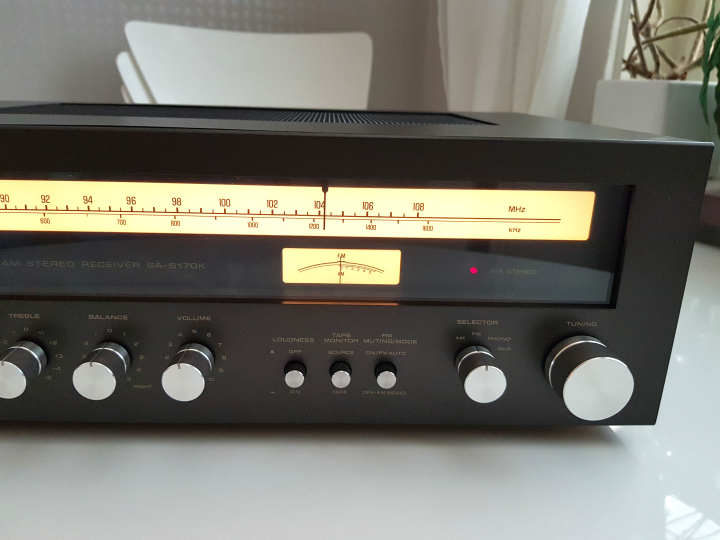 90 92 94 96 98 100 102 104 106 108 MHz
600 700 800 1000 1200 1400 1600 kHz
FM
AM
AM STEREO RECEIVER SA-5170K
FM STEREO
TREBLE BALANCE VOLUME
LOUDNESS
TAPE
MONITOR
FM
MUTING/MODE
SELECTOR
TUNING
OFF SOURCE ON/FM AUTO
AM FM PHONO
AUX
RIGHT
ON TAPE OFF/FM MONO